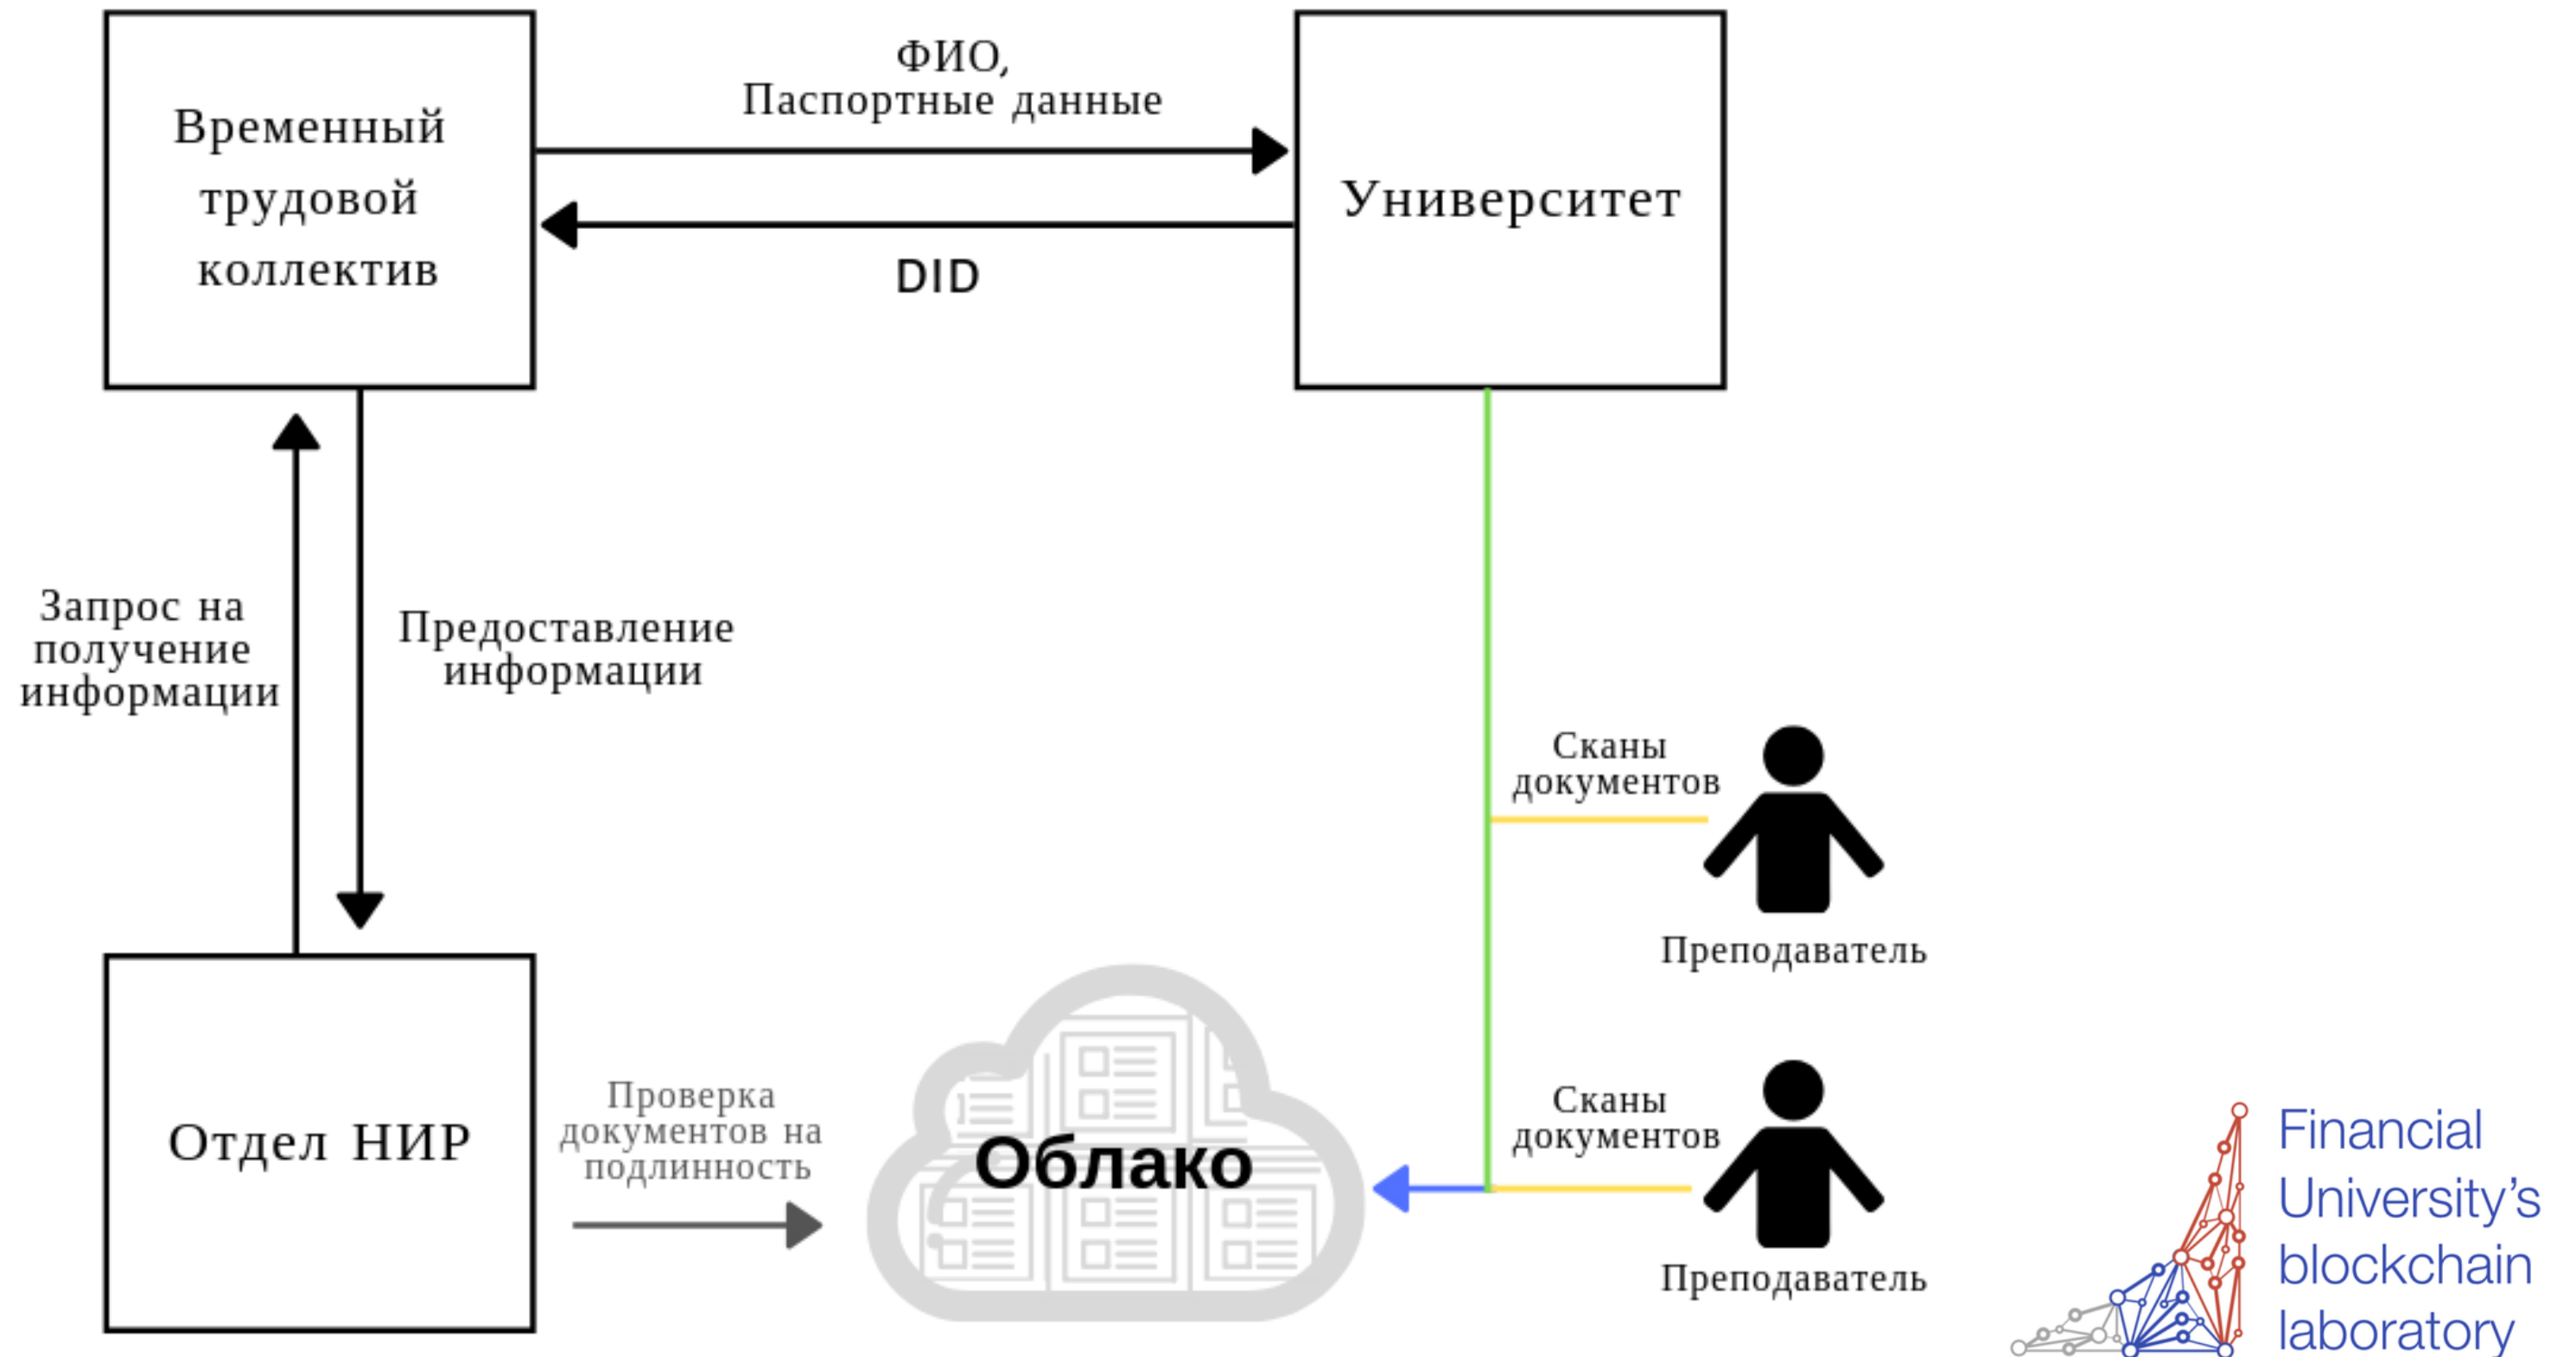 Временный
трудовой
коллектив
ФИО,
Паспортные данные
DID
Университет
Запрос на
получение
информации
Предоставление
информации
Сканы
документов
Преподаватель
Отдел НИР
Проверка
документов на
подлинность
Облако
Сканы
документов
Преподаватель
Financial
University’s
blockchain
laboratory